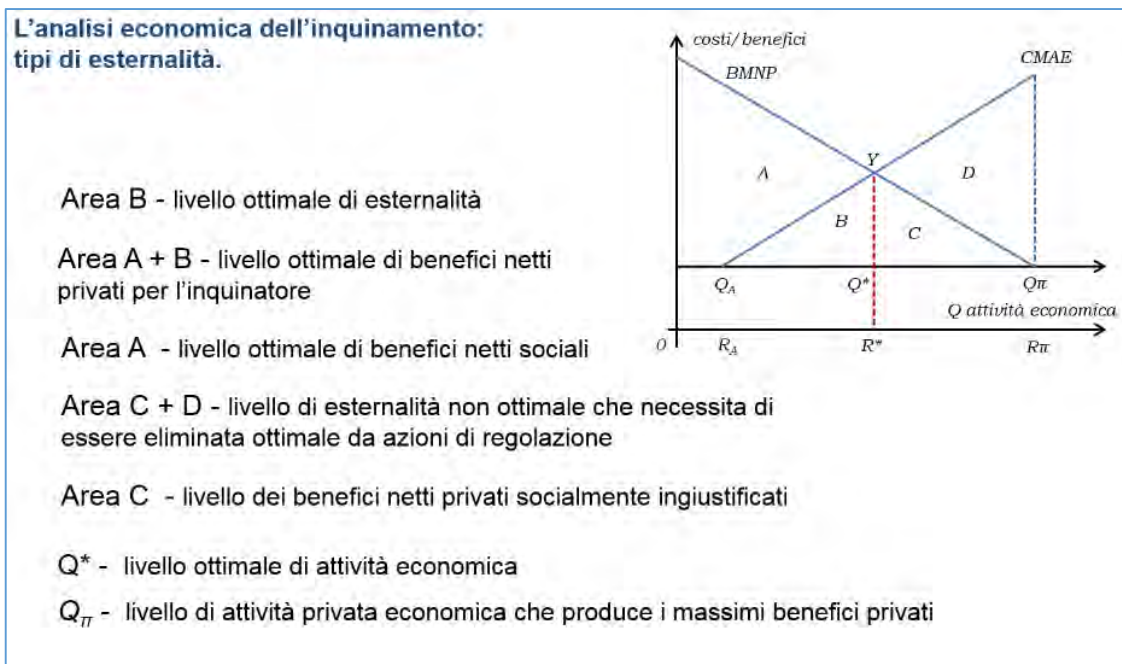 L'analisi economica dell'inquinamento:
tipi di esternalità.
costi/benefici
BMNP
CMAE
Y
A
D
B
C
Q_A
Q*
Qπ
Q attività economica
0
R_A
R*
Rπ
Area B - livello ottimale di esternalità
Area A + B - livello ottimale di benefici netti
privati per l'inquinatore
Area A - livello ottimale di benefici netti sociali
Area C + D - livello di esternalità non ottimale che necessita di
essere eliminata ottimale da azioni di regolazione
Area C - livello dei benefici netti privati socialmente ingiustificati
Q* - livello ottimale di attività economica
Q_π - livello di attività privata economica che produce i massimi benefici privati